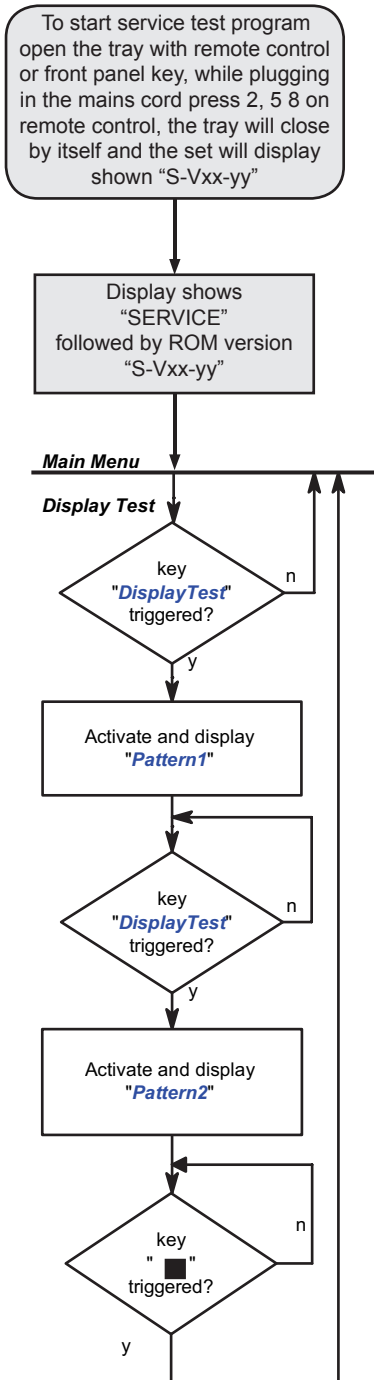 To start service test program
open the tray with remote control
or front panel key, while plugging
in the mains cord press 2, 5 8 on
remote control, the tray will close
by itself and the set will display
shown “S-Vxx-yy”
Display shows
“SERVICE”
followed by ROM version
“S-Vxx-yy”
Main Menu
Display Test
key
"DisplayTest"
triggered?
n
y
Activate and display
"Pattern1"
key
"DisplayTest"
triggered?
n
y
Activate and display
"Pattern2"
key
" ■ "
triggered?
n
y